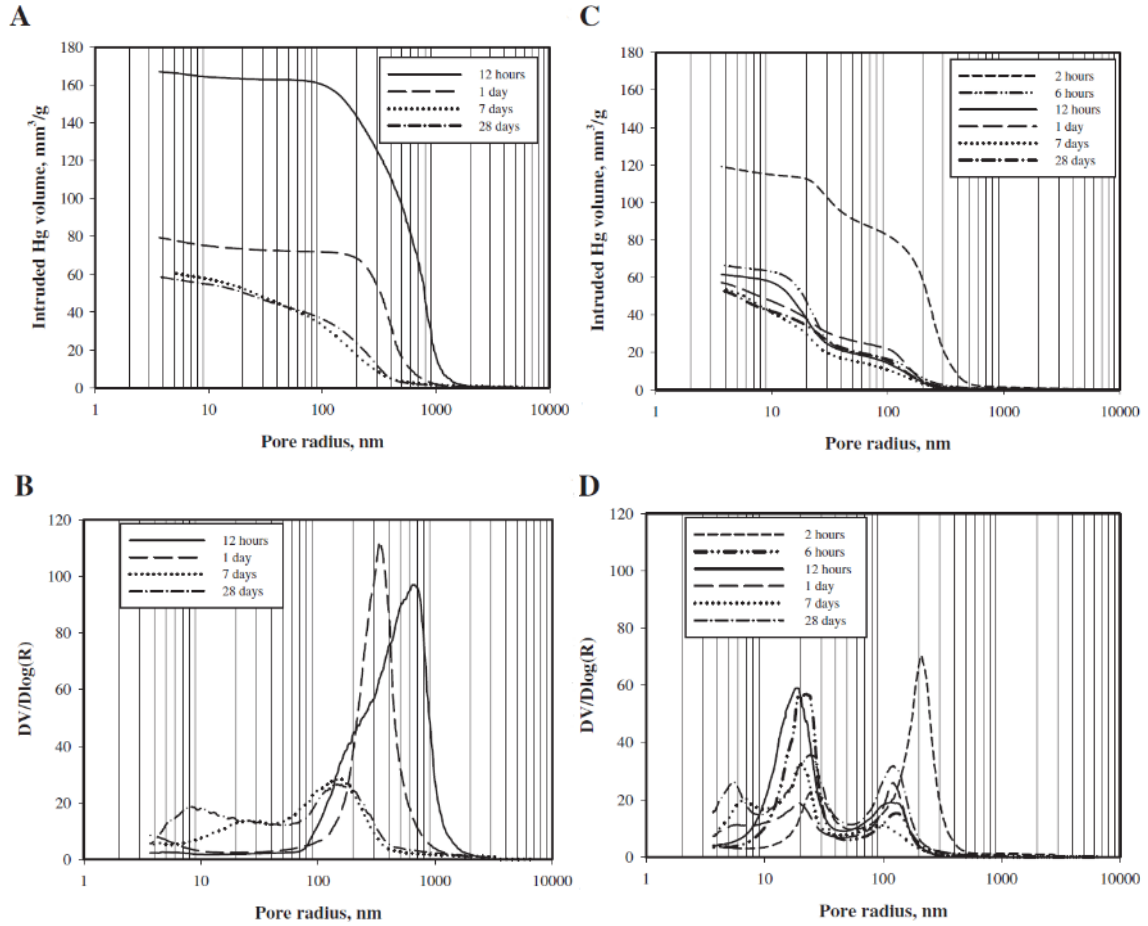 A
180
160
140
120
100
80
60
40
20
0
Intruded Hg volume, mm³/g
12 hours
1 day
7 days
28 days
1 10 100 1000 10000
Pore radius, nm
C
180
160
140
120
100
80
60
40
20
0
Intruded Hg volume, mm³/g
2 hours
6 hours
12 hours
1 day
7 days
28 days
1 10 100 1000 10000
Pore radius, nm
B
120
100
80
60
40
20
0
DV/Dlog(R)
12 hours
1 day
7 days
28 days
1 10 100 1000 10000
Pore radius, nm
D
120
100
80
60
40
20
0
DV/Dlog(R)
2 hours
6 hours
12 hours
1 day
7 days
28 days
1 10 100 1000 10000
Pore radius, nm